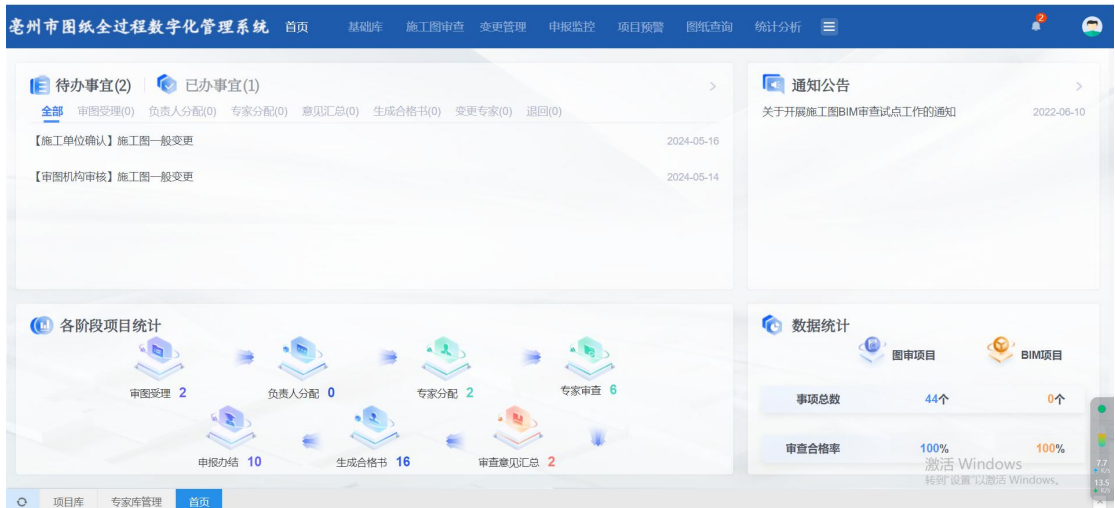 亳州市图纸全过程数字化管理系统 首页 基础库 施工图审查 变更管理 申报监控 项目预警 图纸查询 统计分析 2
待办事宜(2) 已办事宜(1) >
全部 审图受理(0) 负责人分配(0) 专家分配(0) 意见汇总(0) 生成合格书(0) 变更专家(0) 退回(0)
【施工单位确认】施工图一般变更 2024-05-16
【审图机构审核】施工图一般变更 2024-05-14
通知公告 >
关于开展施工图BIM审查试点工作的通知 2022-06-10
各阶段项目统计
审图受理 2 负责人分配 0 专家分配 2 专家审查 6
申报办结 10 生成合格书 16 审查意见汇总 2
数据统计
图审项目 BIM项目
事项总数 44个 0个
审查合格率 100% 100%
激活 Windows
转到"设置"以激活 Windows。
7.7
K/s
13.5
K/s
项目库 专家库管理 首页